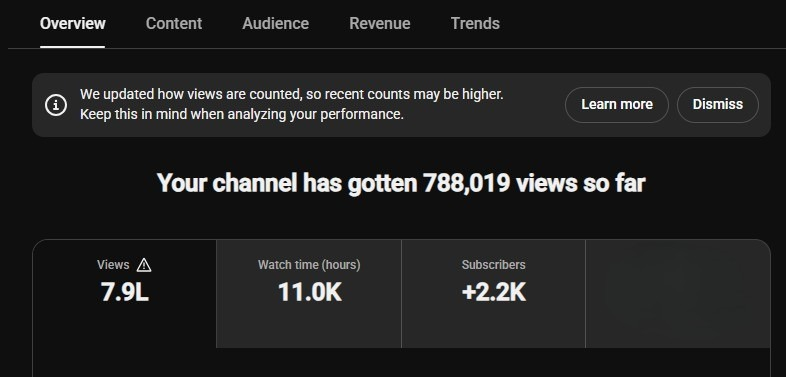 Overview Content Audience Revenue Trends
We updated how views are counted, so recent counts may be higher.
Keep this in mind when analyzing your performance.
Learn more Dismiss
Your channel has gotten 788,019 views so far
Views Watch time (hours) Subscribers
7.9L 11.0K +2.2K